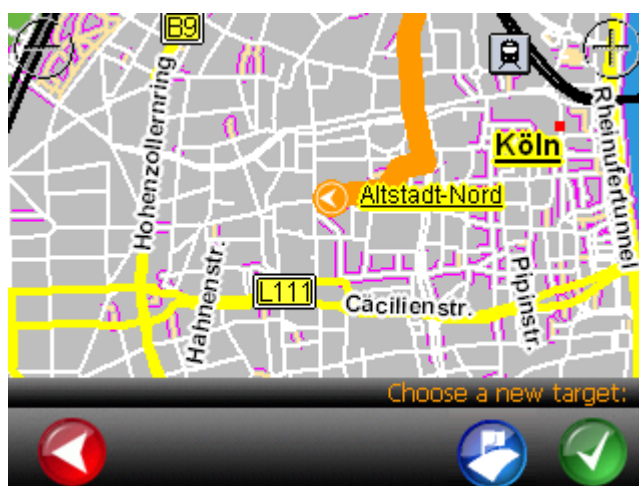 B9
Hohenzollernring
Rheinufertunnel
Köln
Altstadt-Nord
Hahnenstr.
L111
Cäcilienstr.
Pipinstr.
Choose a new target: